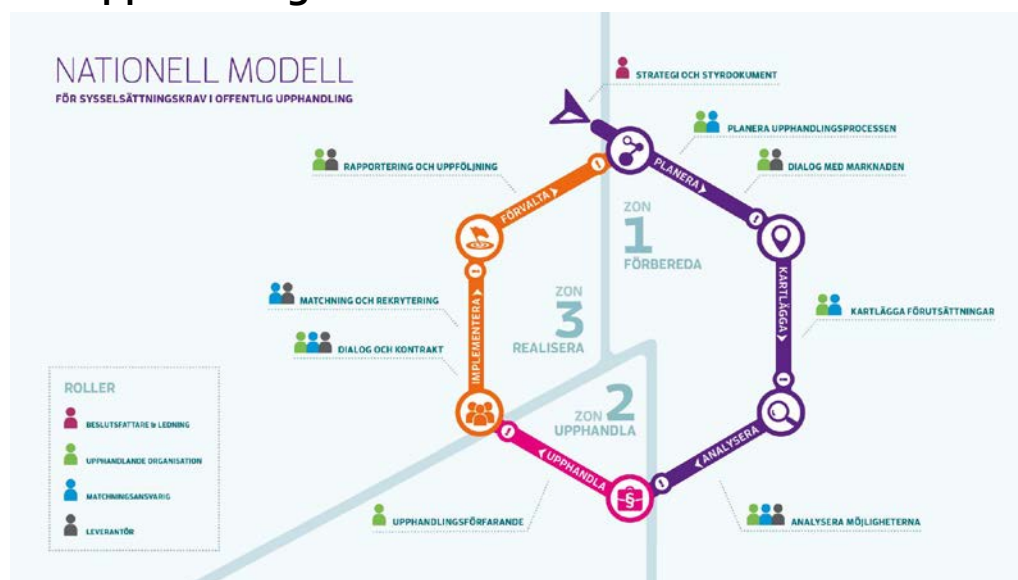 NATIONELL MODELL
FÖR SYSSELSÄTTNINGSKRAV I OFFENTLIG UPPHANDLING
STRATEGI OCH STYRDOKUMENT
PLANERA UPPHANDLINGSPROCESSEN
DIALOG MED MARKNADEN
RAPPORTERING OCH UPPFÖLJNING
PLANERA
FÖRVALTA
ZON
1
FÖRBEREDA
KARTLÄGGA
KARTLÄGGA FÖRUTSÄTTNINGAR
MATCHNING OCH REKRYTERING
ZON
3
REALISERA
IMPLEMENTERA
DIALOG OCH KONTRAKT
ZON 2
UPPHANDLA
ANALYSERA
UPPHANDLA
§
UPPHANDLINGSFÖRFARANDE
ANALYSERA MÖJLIGHETERNA
ROLLER
BESLUTSFATTARE & LEDNING
UPPHANDLANDE ORGANISATION
MATCHNINGSANSVARIG
LEVERANTÖR